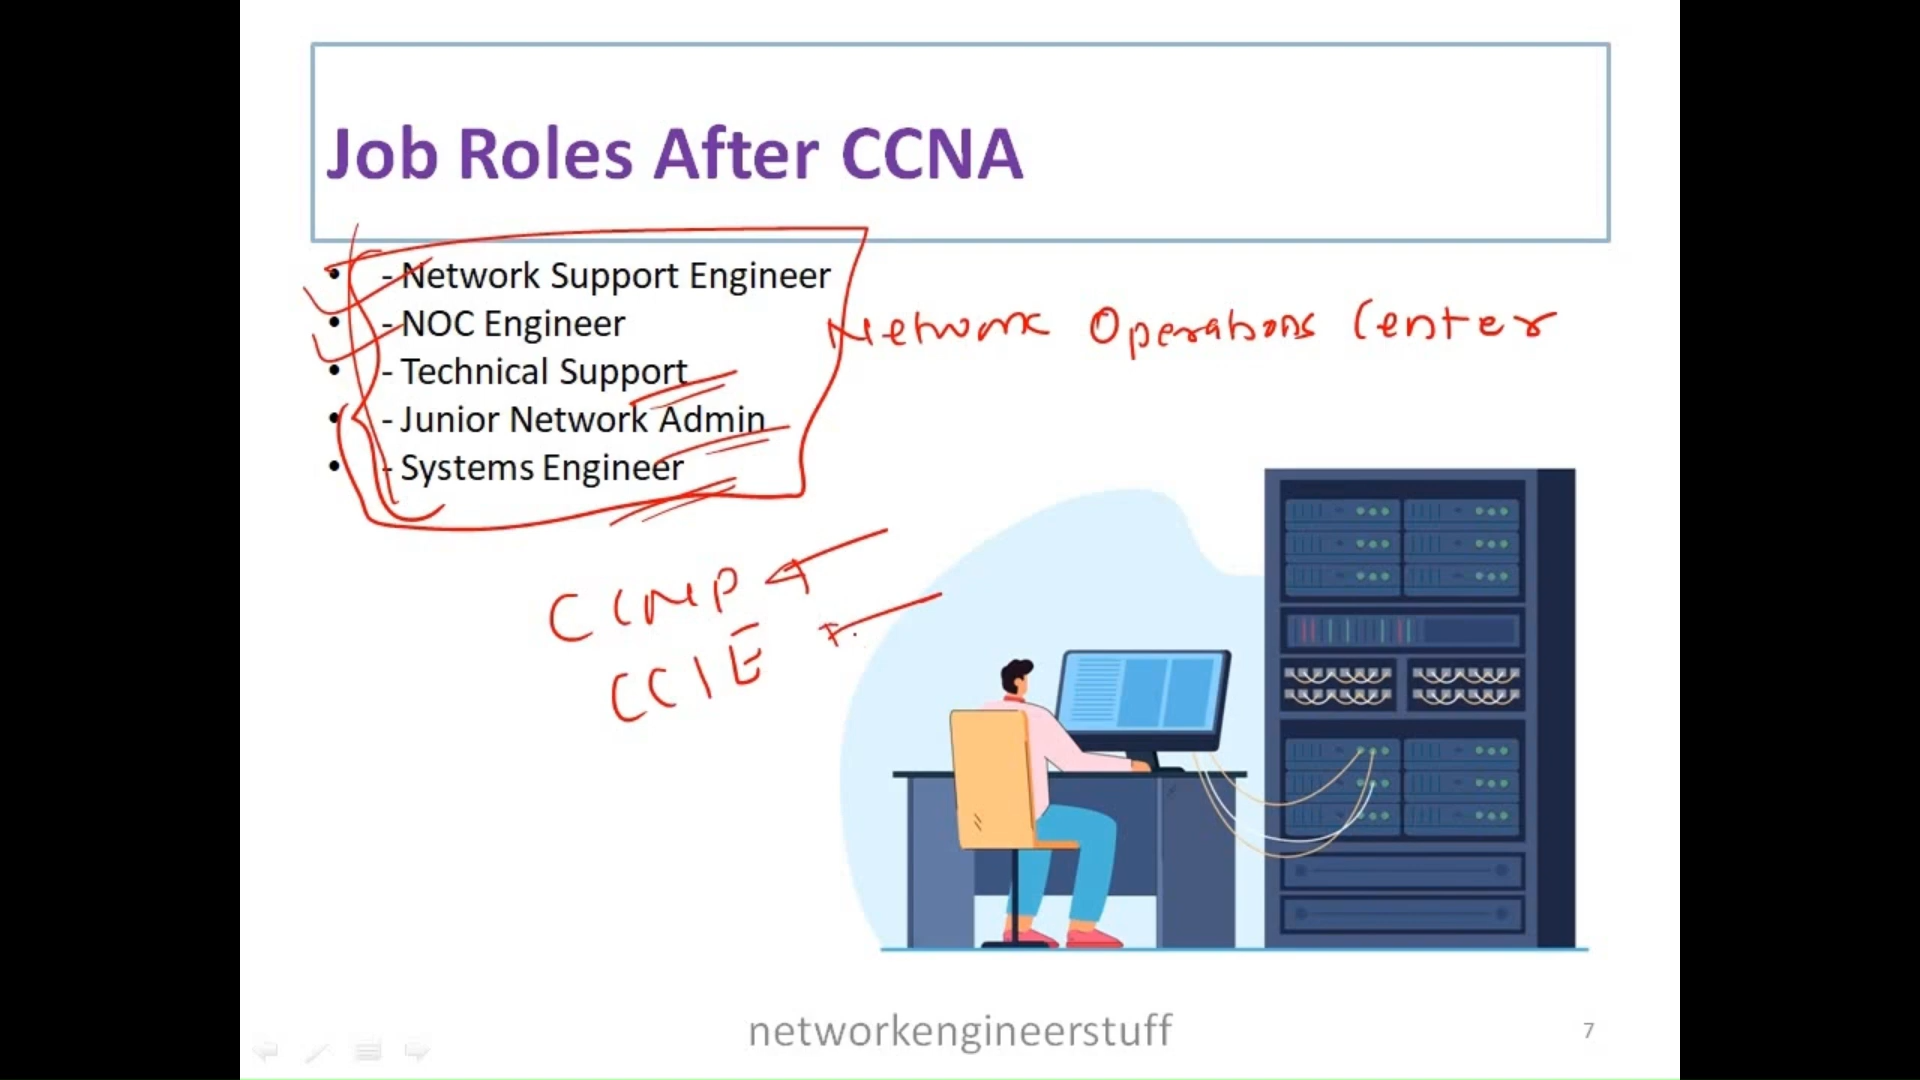 Job Roles After CCNA
• - Network Support Engineer
• - NOC Engineer
Network Operations Center
• - Technical Support
• - Junior Network Admin
• - Systems Engineer
CCNP
CCIE
networkengineerstuff
7